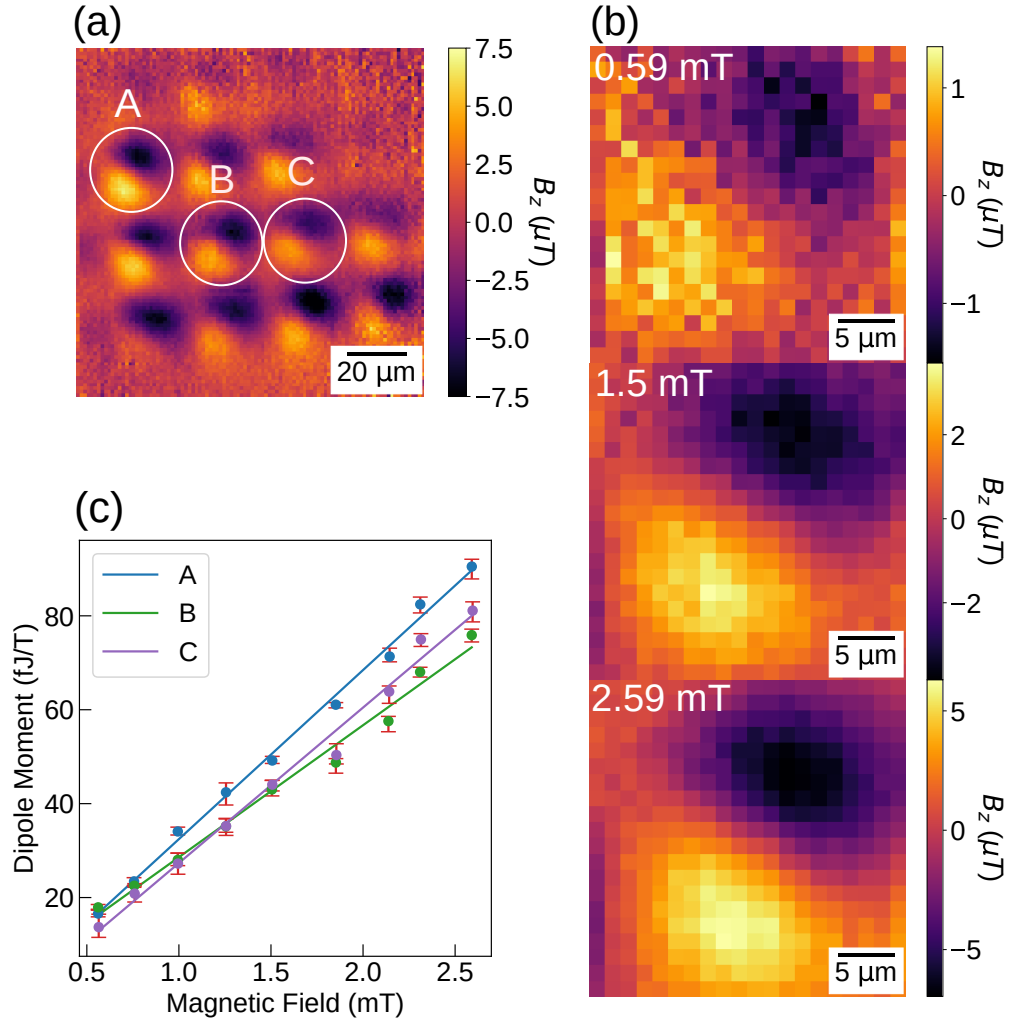 (a)
A
B
C
20 µm
7.5
5.0
2.5
0.0
−2.5
−5.0
−7.5
B_z (µT)
(b)
0.59 mT
5 µm
1
0
−1
B_z (µT)
1.5 mT
5 µm
2
0
−2
B_z (µT)
2.59 mT
5 µm
5
0
−5
B_z (µT)
(c)
A
B
C
80
60
40
20
Dipole Moment (fJ/T)
0.5 1.0 1.5 2.0 2.5
Magnetic Field (mT)